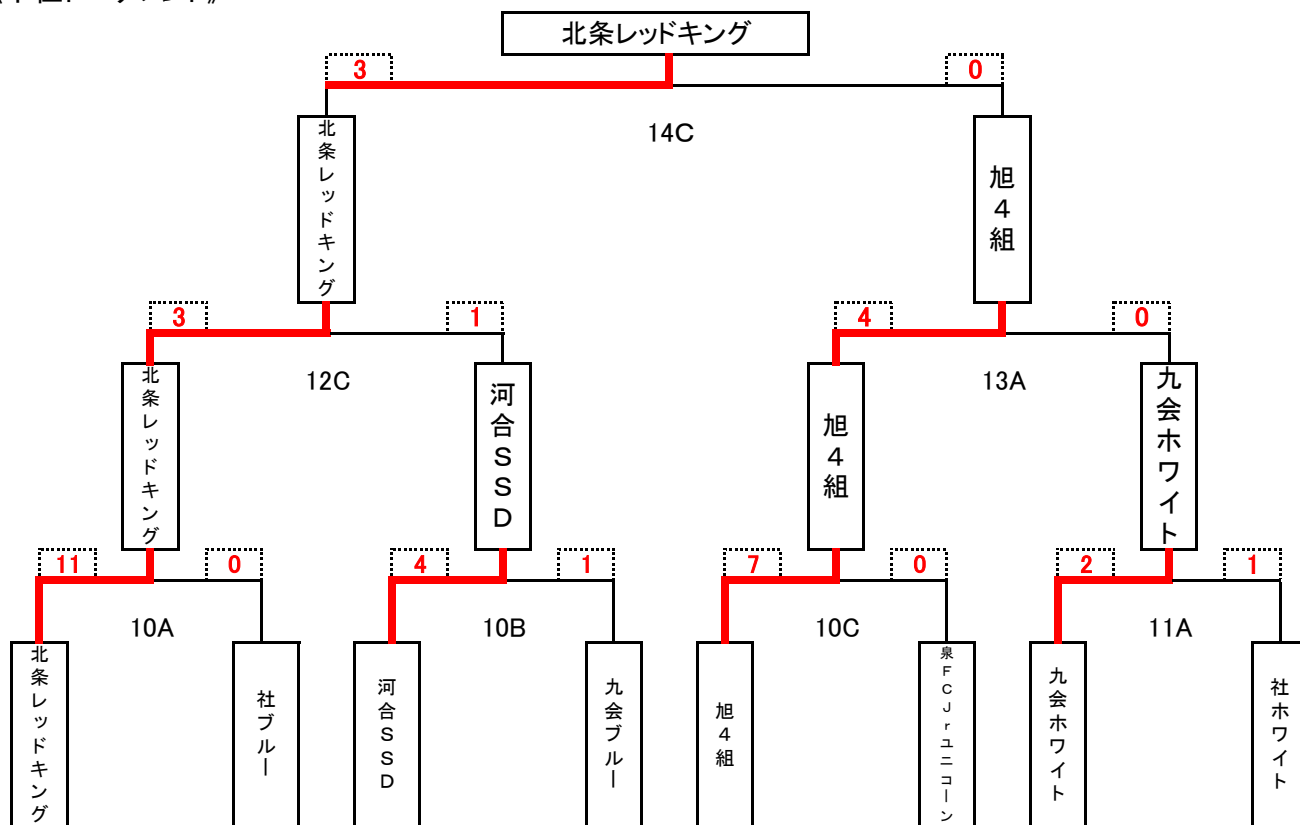 北条レッドキング
3
0
14C
北条レッドキング
旭4組
3
1
4
0
12C
13A
北条レッドキング
河合SSD
旭4組
九会ホワイト
11
0
4
1
7
0
2
1
10A
10B
10C
11A
北条レッドキング
社ブルー
河合SSD
九会ブルー
旭4組
泉FCJrユニコーン
九会ホワイト
社ホワイト